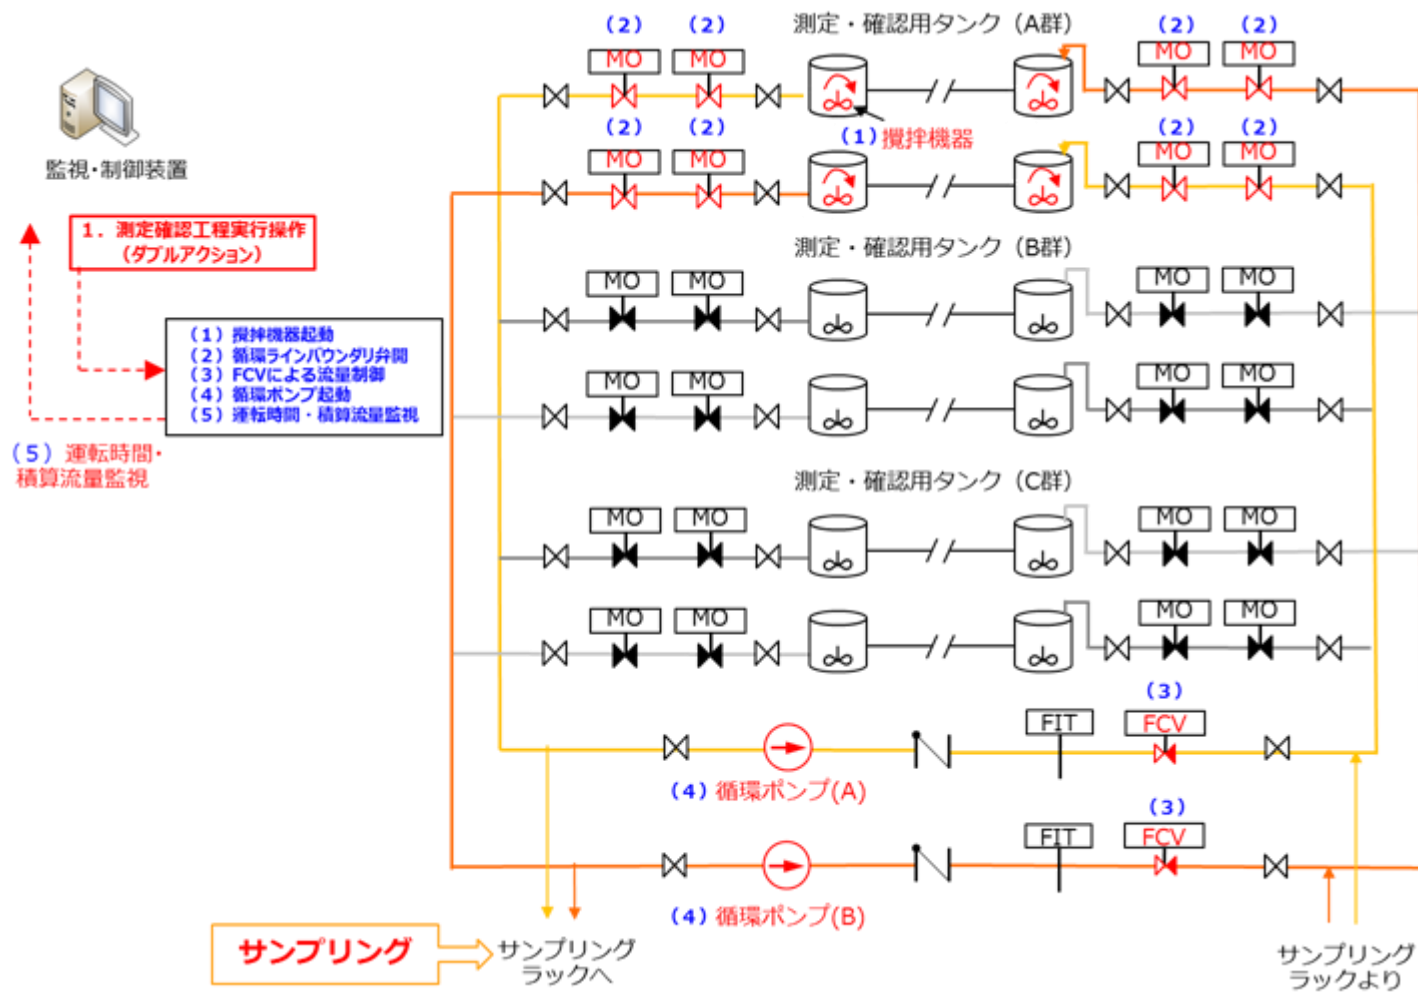 (2) (2) 測定・確認用タンク (A群) (2) (2)
MO MO MO MO
監視・制御装置
(2) (2) (1) 攪拌機器 (2) (2)
MO MO MO MO
1. 測定確認工程実行操作
(ダブルアクション)
測定・確認用タンク (B群)
MO MO MO MO
(1) 攪拌機器起動
(2) 循環ラインバウンダリ弁開
(3) FCVによる流量制御
(4) 循環ポンプ起動
(5) 運転時間・積算流量監視
MO MO MO MO
(5) 運転時間・
積算流量監視
測定・確認用タンク (C群)
MO MO MO MO
MO MO MO MO
(3)
FIT FCV
(4) 循環ポンプ(A)
(3)
FIT FCV
(4) 循環ポンプ(B)
サンプリング
サンプリング
ラックへ
サンプリング
ラックより